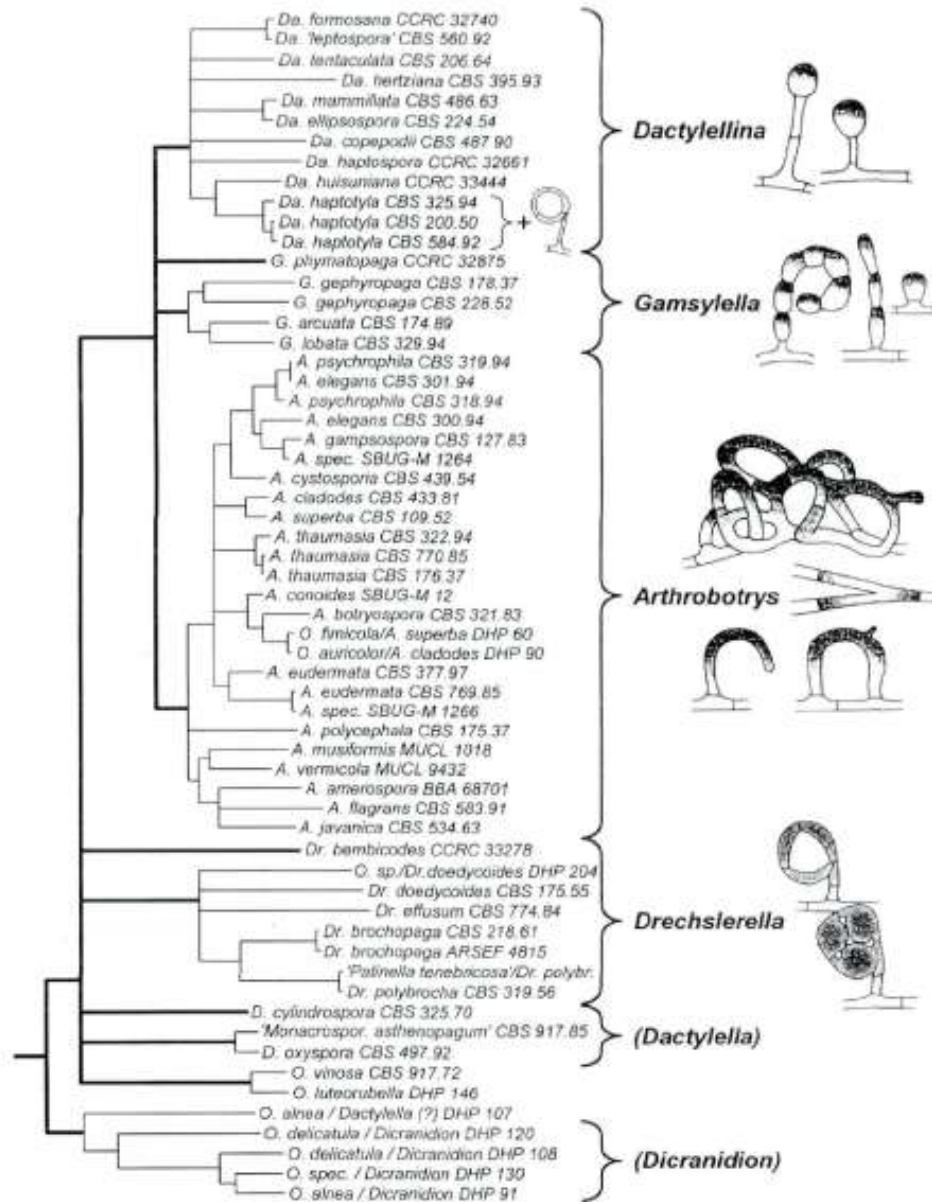 Da. formosana CCRC 32740
Da. 'leptospora' CBS 560.92
Da. tentaculata CBS 206.64
Da. hertziana CBS 395.93
Da. mammillata CBS 486.63
Da. ellipsospora CBS 224.54
Da. copepodii CBS 487.90
Da. haptospora CCRC 32661
Da. huisuniana CCRC 33444
Da. haptotyla CBS 325.94
Da. haptotyla CBS 200.50
Da. haptotyla CBS 584.92
+
Dactylellina
G. phymatopaga CCRC 32875
G. gephyropaga CBS 178.37
G. gephyropaga CBS 228.52
G. arcuata CBS 174.89
G. lobata CBS 329.94
Gamsylella
A. psychrophila CBS 319.94
A. elegans CBS 301.94
A. psychrophila CBS 318.94
A. elegans CBS 300.94
A. gampsospora CBS 127.83
A. spec. SBUG-M 1264
A. cystosporia CBS 439.54
A. cladodes CBS 433.81
A. superba CBS 109.52
A. thaumasia CBS 322.94
A. thaumasia CBS 770.85
A. thaumasia CBS 176.37
A. conoides SBUG-M 12
A. botryospora CBS 321.83
O. fimicola/A. superba DHP 60
O. auricolor/A. cladodes DHP 90
A. eudermata CBS 377.97
A. eudermata CBS 769.85
A. spec. SBUG-M 1266
A. polycephala CBS 175.37
A. musiformis MUCL 1018
A. vermicola MUCL 9432
A. amerospora BBA 68701
A. flagrans CBS 583.91
A. javanica CBS 534.63
Arthrobotrys
Dr. bembicodes CCRC 33278
O. sp./Dr.doedycoides DHP 204
Dr. doedycoides CBS 175.55
Dr. effusum CBS 774.84
Dr. brochopaga CBS 218.61
Dr. brochopaga ARSEF 4815
'Patinella tenebricosa'/Dr. polybr.
Dr. polybrocha CBS 319.56
Drechslerella
D. cylindrospora CBS 325.70
'Monacrospor. asthenopagum' CBS 917.85
D. oxyspora CBS 497.92
(Dactylella)
O. vinosa CBS 917.72
O. luteorubella DHP 146
O. alnea / Dactylella (?) DHP 107
O. delicatula / Dicranidion DHP 120
O. delicatula / Dicranidion DHP 108
O. spec. / Dicranidion DHP 130
O. alnea / Dicranidion DHP 91
(Dicranidion)